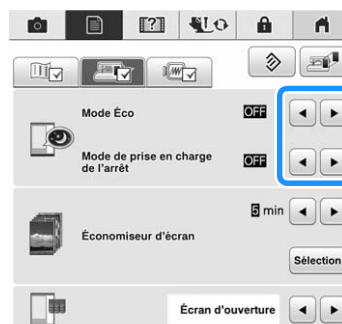 Mode Éco OFF
Mode de prise en charge
de l'arrêt OFF
5 min
Économiseur d'écran
Sélection
Écran d'ouverture